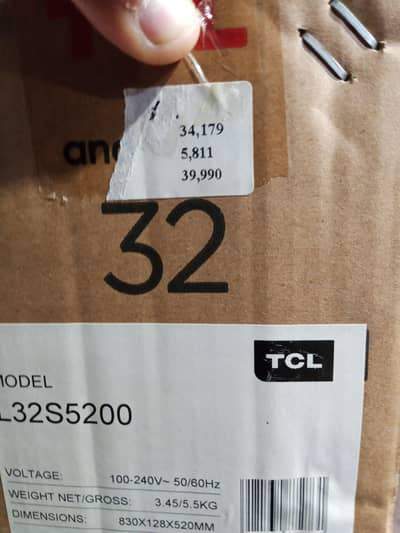 34,179
5,811
39,990
32
TCL
MODEL
L32S5200
VOLTAGE: 100-240V~ 50/60Hz
WEIGHT NET/GROSS: 3.45/5.5KG
DIMENSIONS: 830X128X520MM